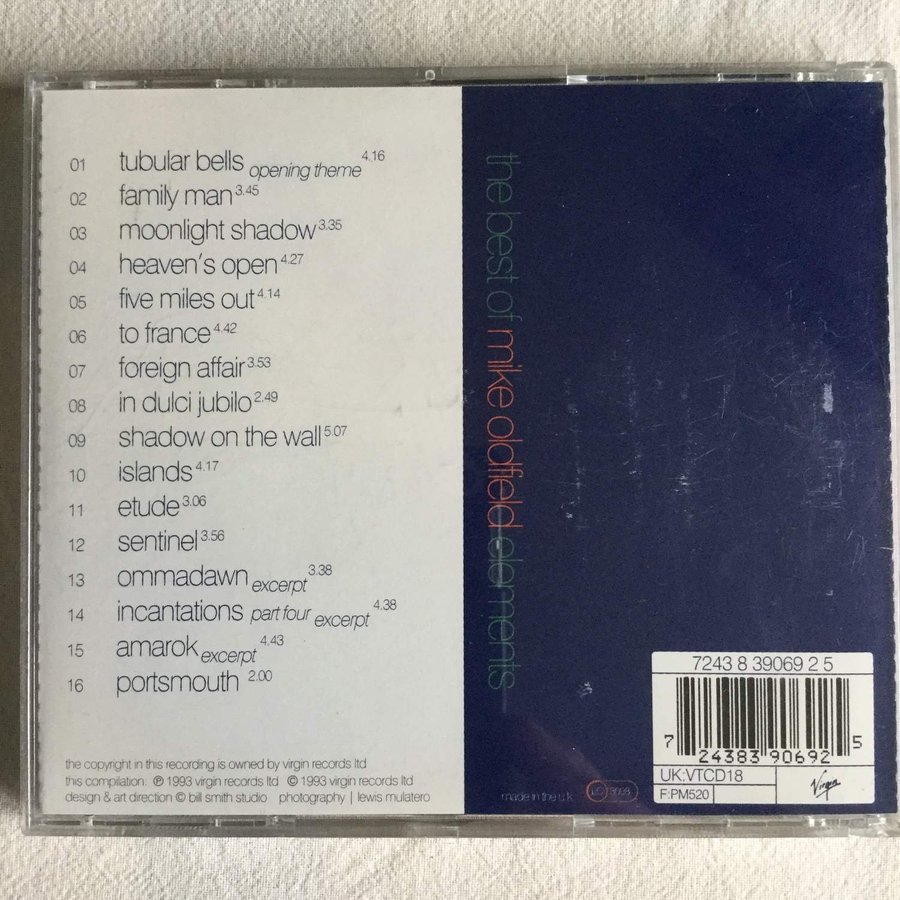 01 tubular bells opening theme 4.16
02 family man 3.45
03 moonlight shadow 3.35
04 heaven's open 4.27
05 five miles out 4.14
06 to france 4.42
07 foreign affair 3.53
08 in dulci jubilo 2.49
09 shadow on the wall 5.07
10 islands 4.17
11 etude 3.06
12 sentinel 3.56
13 ommadawn excerpt 3.38
14 incantations part four excerpt 4.38
15 amarok excerpt 4.43
16 portsmouth 2.00
the copyright in this recording is owned by virgin records ltd
this compilation: ℗ 1993 virgin records ltd © 1993 virgin records ltd
design & art direction © bill smith studio photography | lewis mulatero
the best of mike oldfield elements
made in the u k
7243 8 39069 2 5
7 24383 90692 5
UK:VTCD18
F:PM520
Virgin